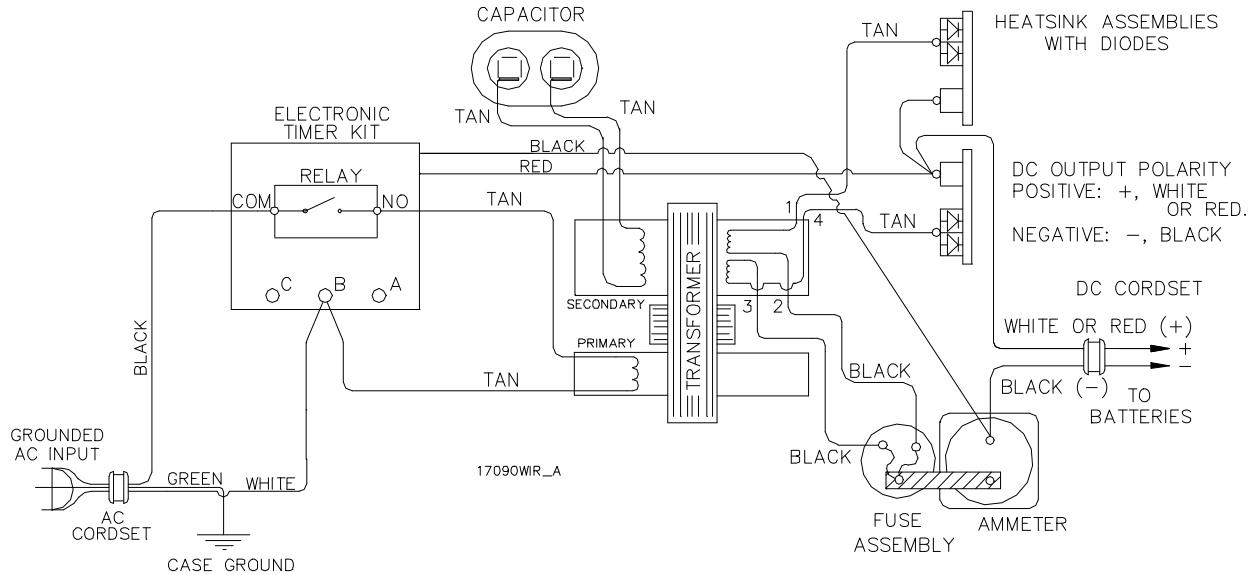 CAPACITOR
TAN
HEATSINK ASSEMBLIES
WITH DIODES
ELECTRONIC
TIMER KIT
TAN
TAN
BLACK
RED
DC OUTPUT POLARITY
POSITIVE: +, WHITE
OR RED.
NEGATIVE: -, BLACK
RELAY
COM
NO
TAN
1
4
TAN
C
B
A
TRANSFORMER
SECONDARY
3
2
DC CORDSET
BLACK
PRIMARY
WHITE OR RED (+)
+
-
TAN
BLACK
BLACK (-)
TO
BATTERIES
GROUNDED
AC INPUT
BLACK
17090WIR_A
GREEN
WHITE
AC
CORDSET
FUSE
ASSEMBLY
AMMETER
CASE GROUND